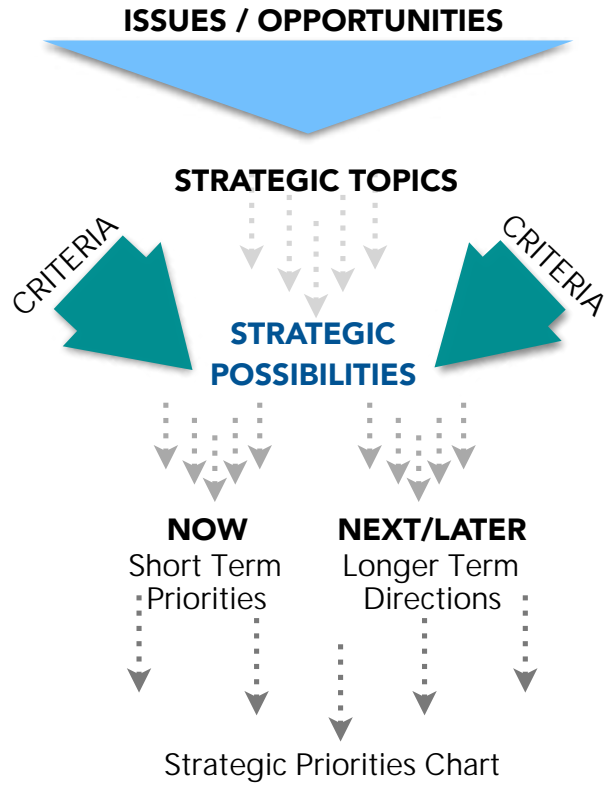 ISSUES / OPPORTUNITIES
STRATEGIC TOPICS
CRITERIA
CRITERIA
STRATEGIC
POSSIBILITIES
NOW
Short Term
Priorities
NEXT/LATER
Longer Term
Directions
Strategic Priorities Chart